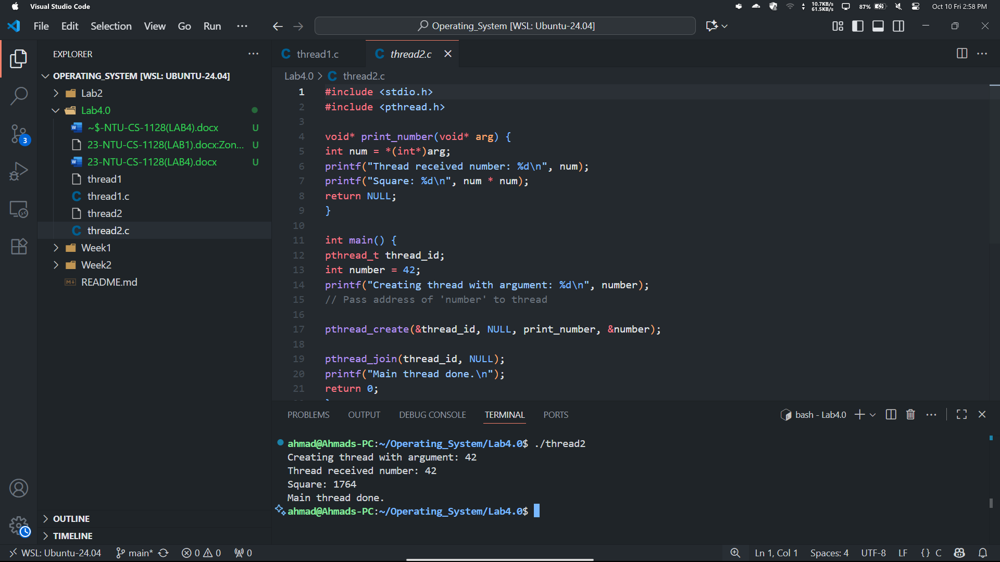 Visual Studio Code
10.7KB/s
61.5KB/s
87%
Oct 10 Fri 2:58 PM
File Edit Selection View Go Run ···
Operating_System [WSL: Ubuntu-24.04]
EXPLORER
OPERATING_SYSTEM [WSL: UBUNTU-24.04]
Lab2
Lab4.0
~$-NTU-CS-1128(LAB4).docx U
23-NTU-CS-1128(LAB1).docx:Zon... U
23-NTU-CS-1128(LAB4).docx U
thread1
thread1.c
thread2
thread2.c
Week1
Week2
README.md
OUTLINE
TIMELINE
3
thread1.c
thread2.c
Lab4.0 > C thread2.c
1 #include <stdio.h>
2 #include <pthread.h>
3
4 void* print_number(void* arg) {
5 int num = *(int*)arg;
6 printf("Thread received number: %d\n", num);
7 printf("Square: %d\n", num * num);
8 return NULL;
9 }
10
11 int main() {
12 pthread_t thread_id;
13 int number = 42;
14 printf("Creating thread with argument: %d\n", number);
15 // Pass address of 'number' to thread
16
17 pthread_create(&thread_id, NULL, print_number, &number);
18
19 pthread_join(thread_id, NULL);
20 printf("Main thread done.\n");
21 return 0;
PROBLEMS OUTPUT DEBUG CONSOLE TERMINAL PORTS
bash - Lab4.0
ahmad@Ahmads-PC:~/Operating_System/Lab4.0$ ./thread2
Creating thread with argument: 42
Thread received number: 42
Square: 1764
Main thread done.
ahmad@Ahmads-PC:~/Operating_System/Lab4.0$
WSL: Ubuntu-24.04 main* 0 0 0
Ln 1, Col 1 Spaces: 4 UTF-8 LF {} C